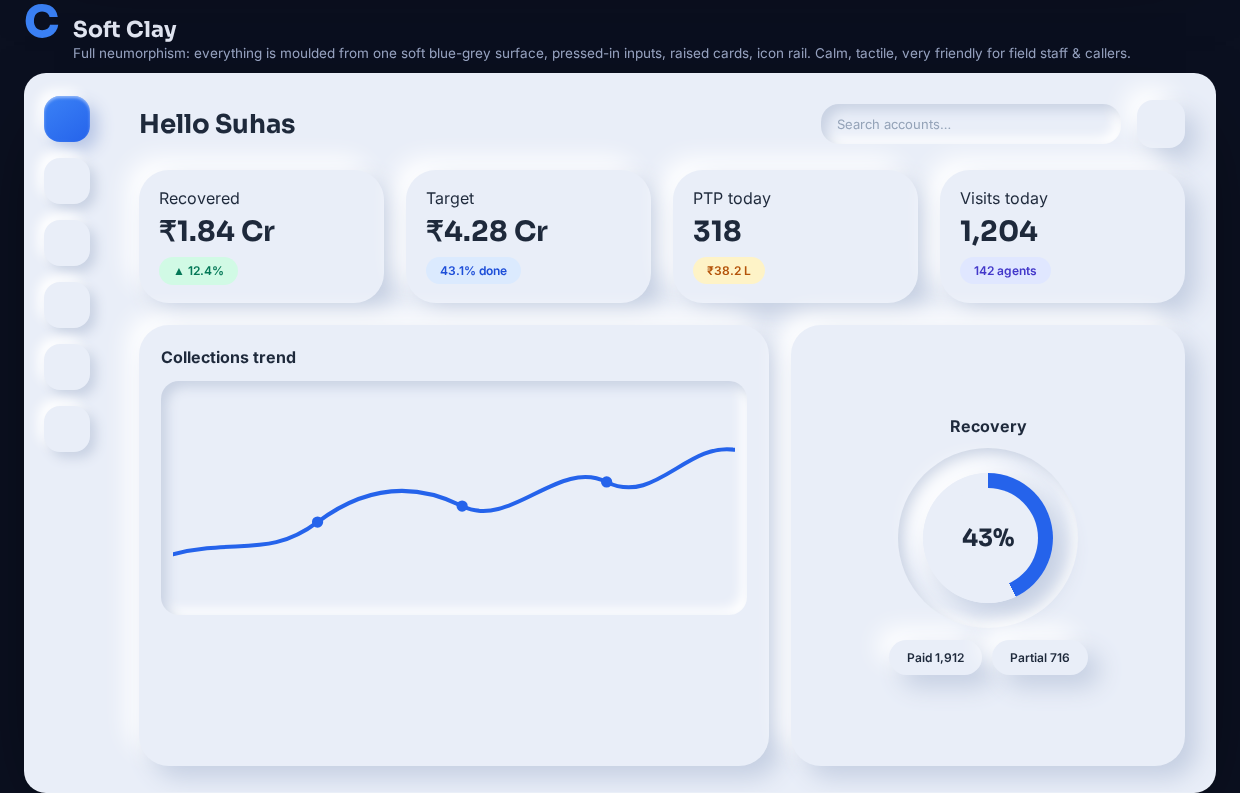 C
Soft Clay
Full neumorphism: everything is moulded from one soft blue-grey surface, pressed-in inputs, raised cards, icon rail. Calm, tactile, very friendly for field staff & callers.
Hello Suhas
Search accounts...
Recovered
₹1.84 Cr
▲ 12.4%
Target
₹4.28 Cr
43.1% done
PTP today
318
₹38.2 L
Visits today
1,204
142 agents
Collections trend
Recovery
43%
Paid 1,912
Partial 716